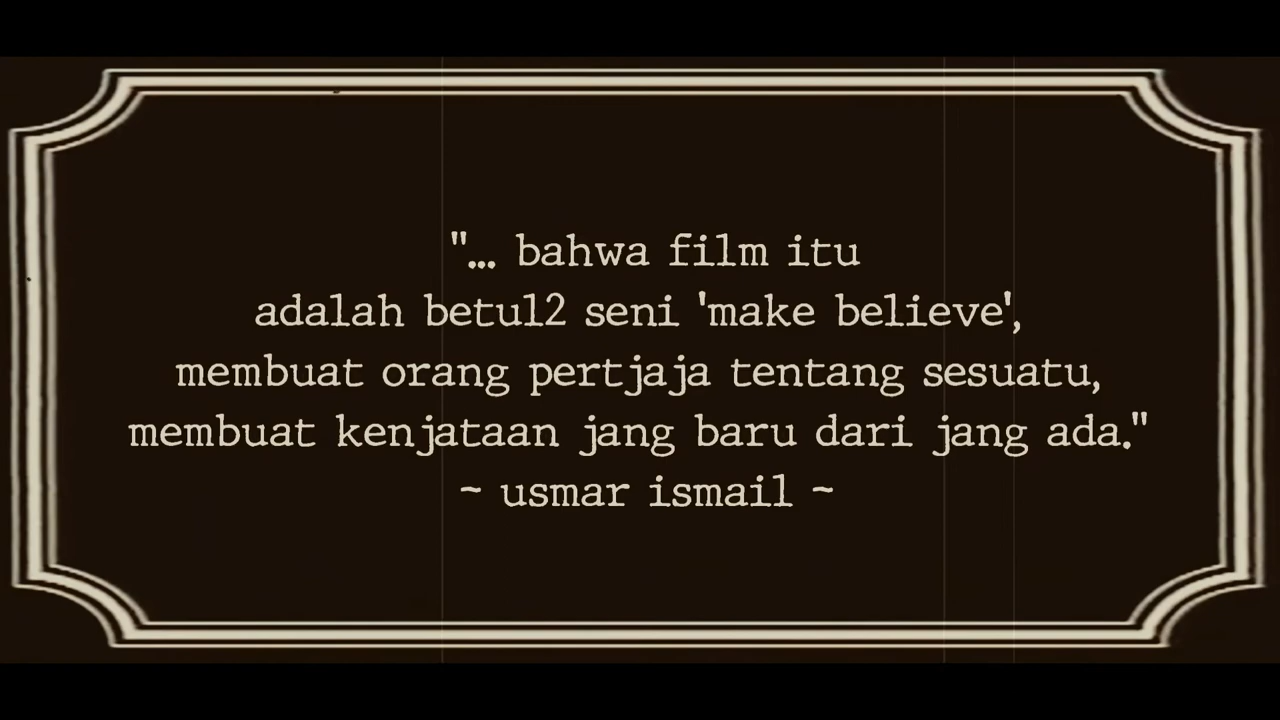 "... bahwa film itu
adalah betul2 seni 'make believe',
membuat orang pertjaja tentang sesuatu,
membuat kenjataan jang baru dari jang ada."
~ usmar ismail ~